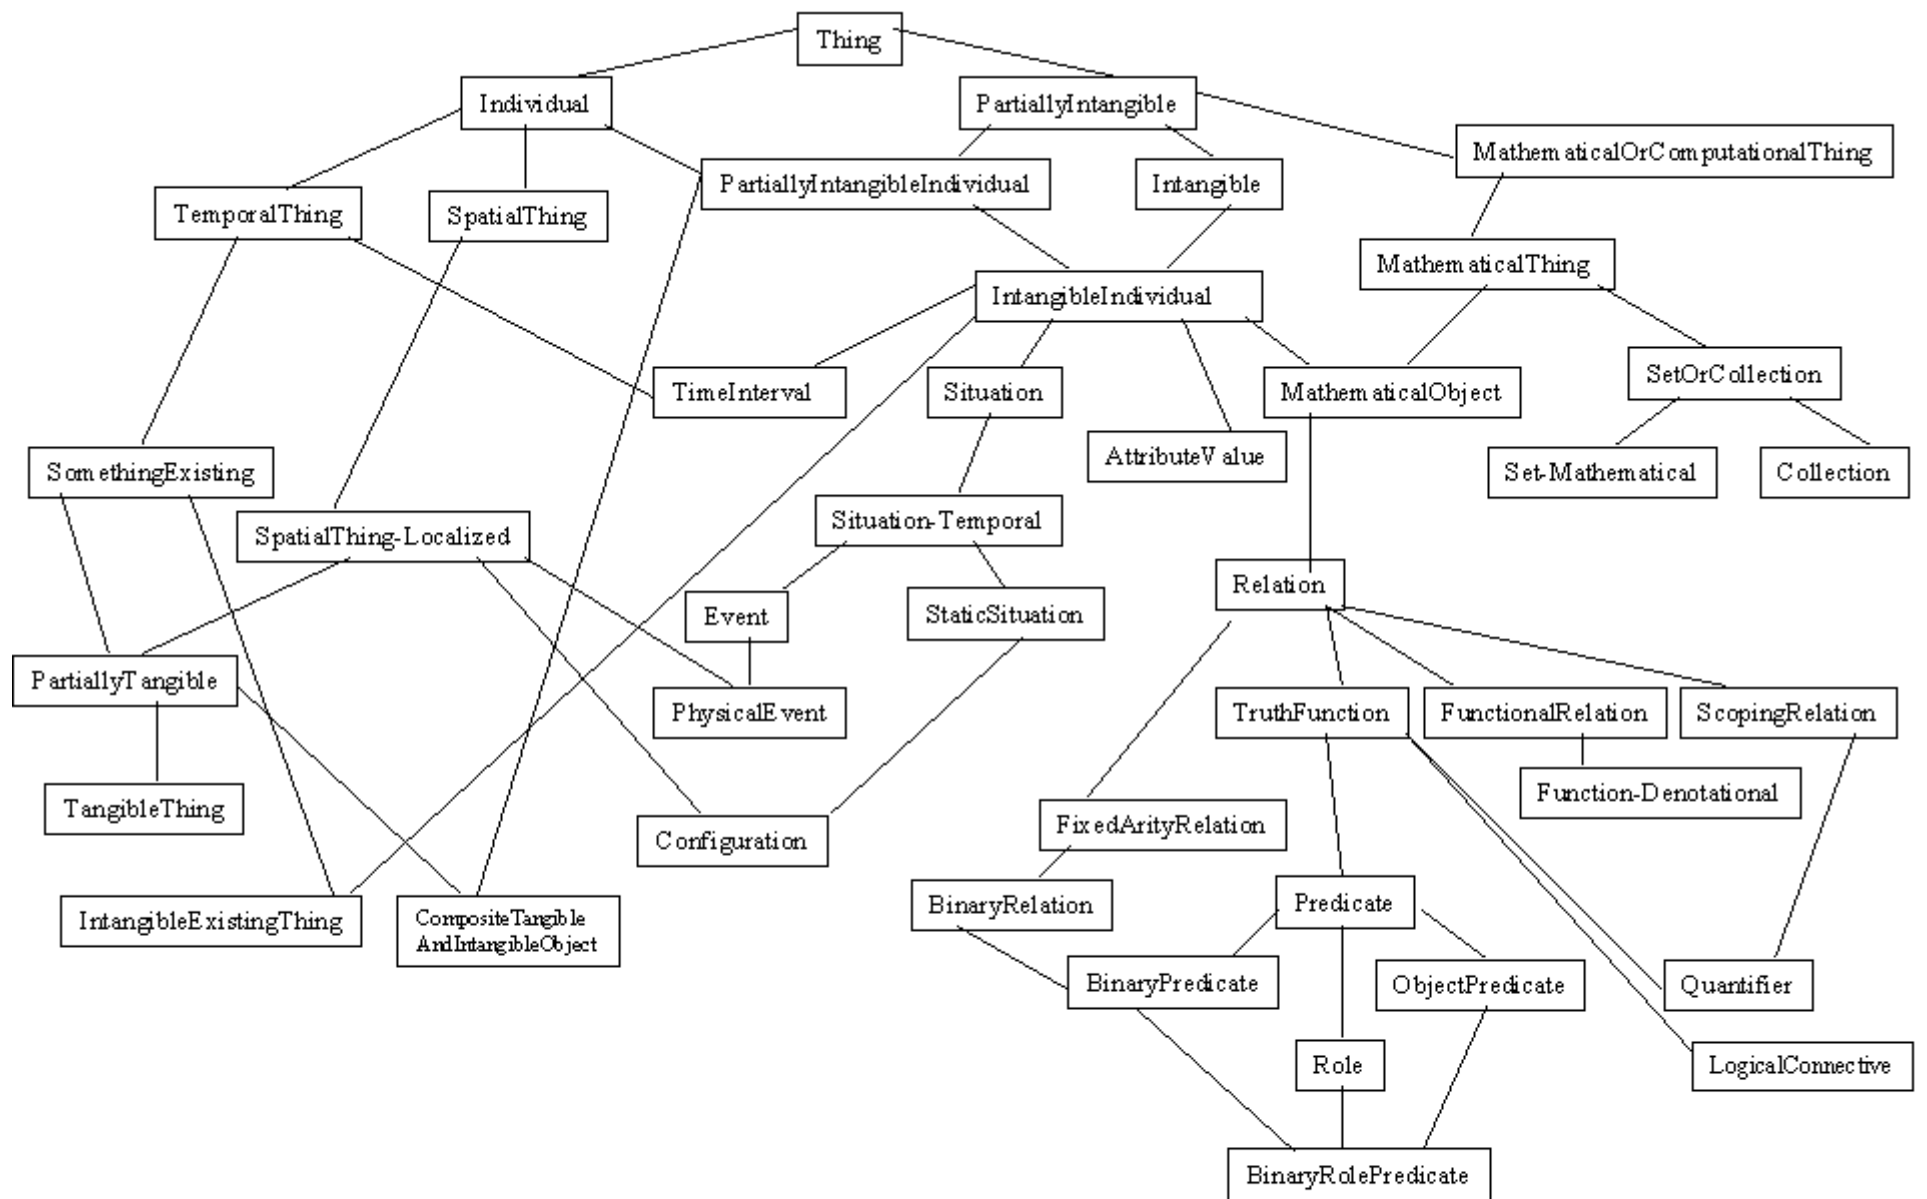 Thing
Individual
PartiallyIntangible
MathematicalOrComputationalThing
PartiallyIntangibleIndividual
Intangible
TemporalThing
SpatialThing
MathematicalThing
IntangibleIndividual
TimeInterval
Situation
MathematicalObject
SetOrCollection
AttributeValue
SomethingExisting
Set-Mathematical
Collection
SpatialThing-Localized
Situation-Temporal
Relation
Event
StaticSituation
PartiallyTangible
PhysicalEvent
TruthFunction
FunctionalRelation
ScopingRelation
TangibleThing
Function-Denotational
Configuration
FixedArityRelation
IntangibleExistingThing
CompositeTangible
AndIntangibleObject
BinaryRelation
Predicate
BinaryPredicate
ObjectPredicate
Quantifier
Role
LogicalConnective
BinaryRolePredicate